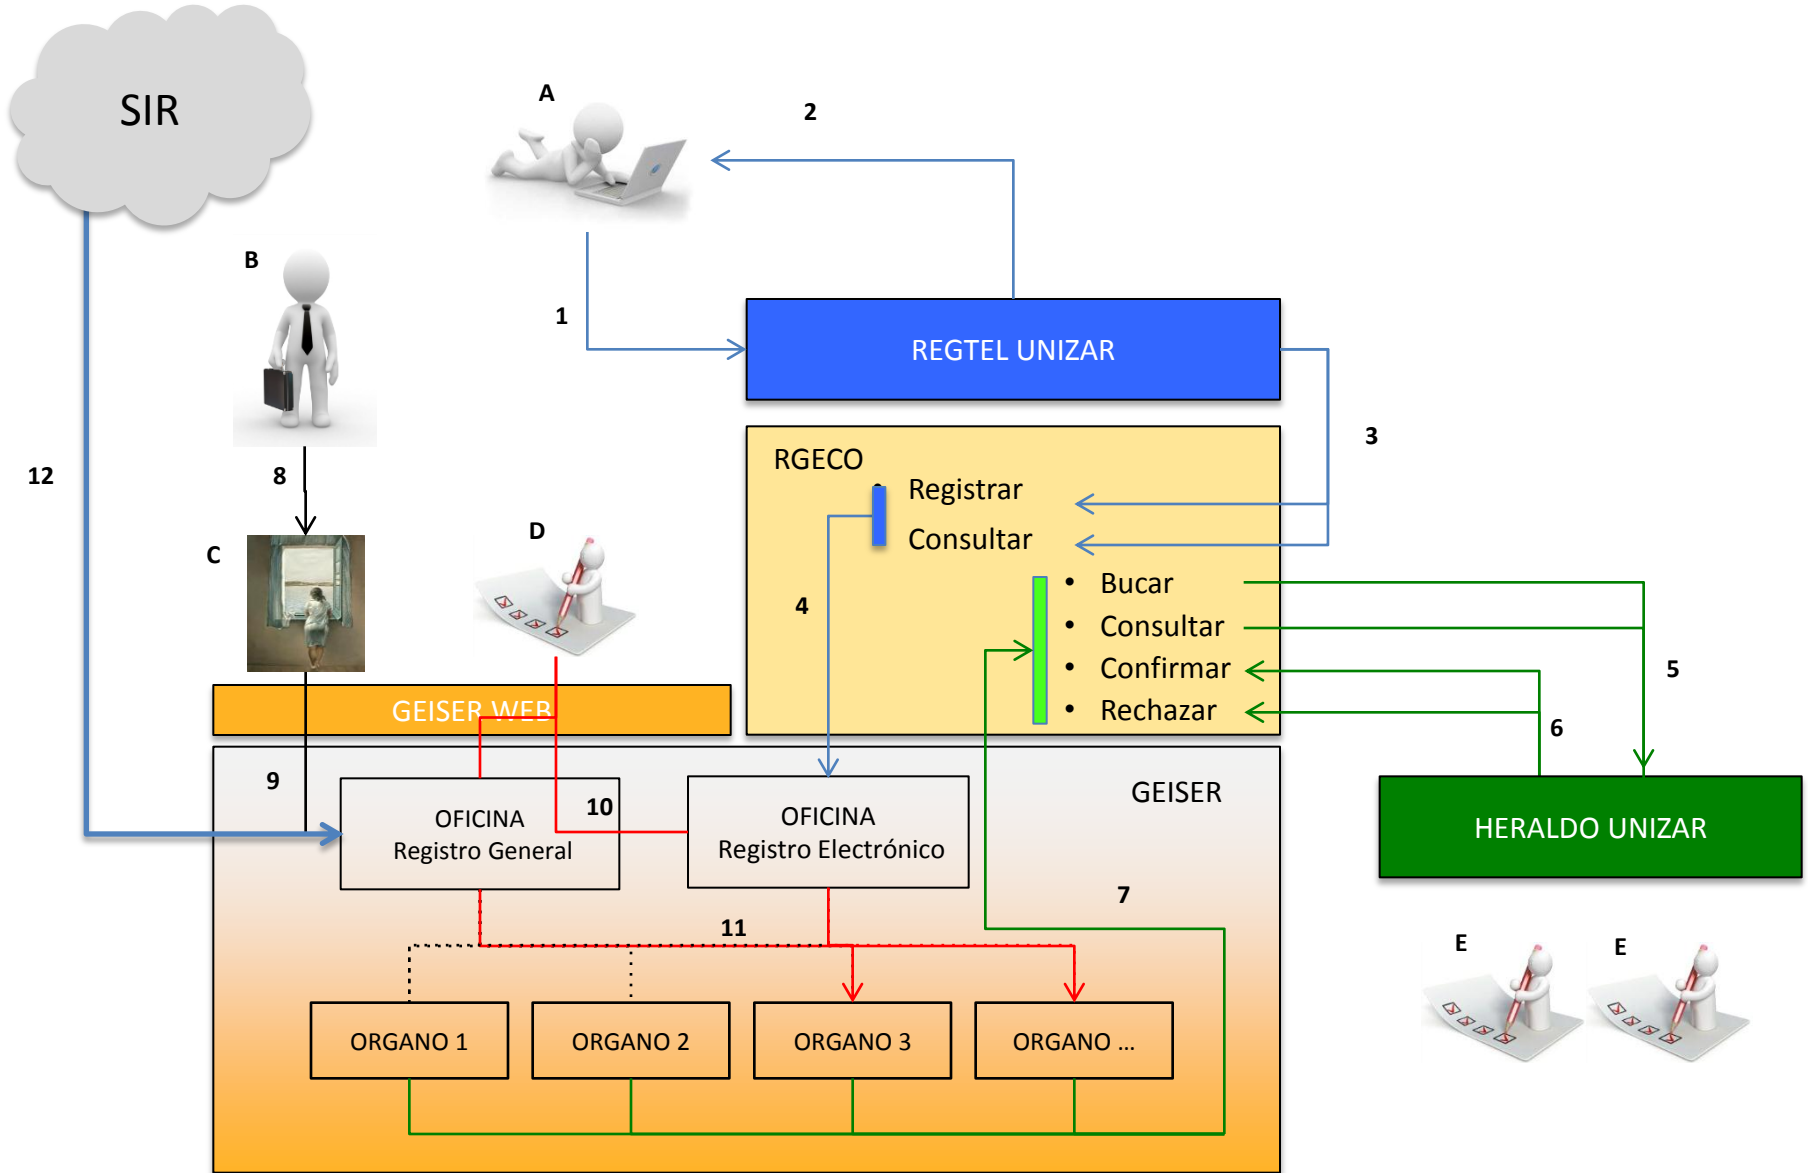 SIR
A
2
B
1
REGTEL UNIZAR
3
RGECO
12
8
• Registrar
C
D
Consultar
• Bucar
4
• Consultar
• Confirmar
5
GEISER WEB
• Rechazar
6
9
GEISER
10
OFICINA
Registro General
OFICINA
Registro Electrónico
HERALDO UNIZAR
7
11
E
E
ORGANO 1
ORGANO 2
ORGANO 3
ORGANO ...